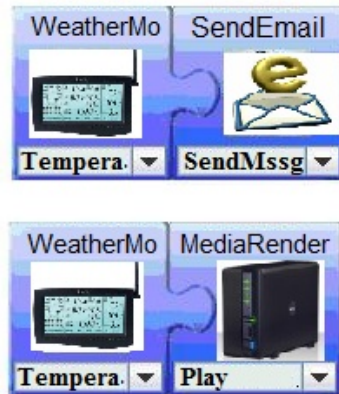 WeatherMo SendEmail
Tempera. SendMssg
WeatherMo MediaRender
Tempera. Play